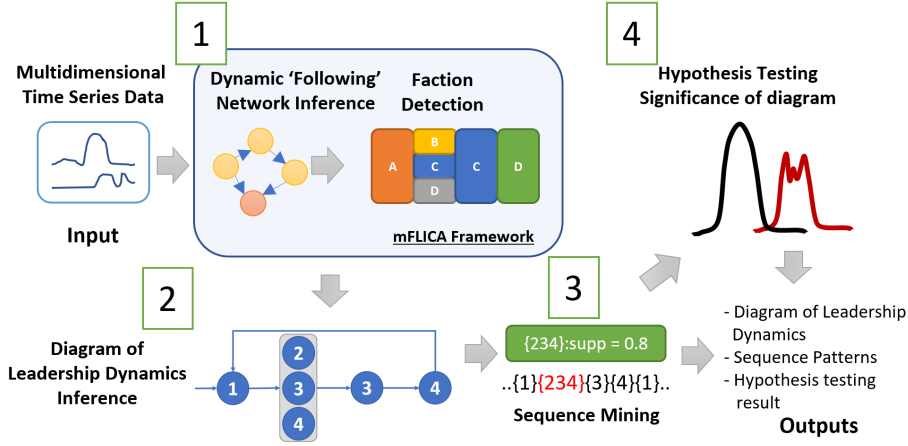 1
Multidimensional
Time Series Data
Input
Dynamic ‘Following’
Network Inference
Faction
Detection
A
B
C
D
C
D
mFLICA Framework
2
Diagram of
Leadership Dynamics
Inference
1
2
3
4
3
4
3
{234}:supp = 0.8
..{1}{234}{3}{4}{1}..
Sequence Mining
4
Hypothesis Testing
Significance of diagram
- Diagram of Leadership
Dynamics
- Sequence Patterns
- Hypothesis testing
result
Outputs